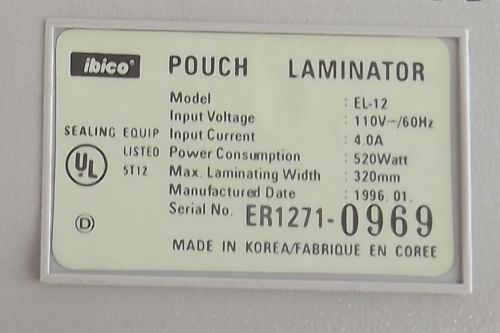 ibico® POUCH LAMINATOR
Model : EL-12
Input Voltage : 110V~/60Hz
SEALING EQUIP Input Current : 4.0A
UL LISTED Power Consumption : 520Watt
5T12 Max. Laminating Width : 320mm
Manufactured Date : 1996. 01.
D Serial No. ER1271-0969
MADE IN KOREA/FABRIQUE EN COREE